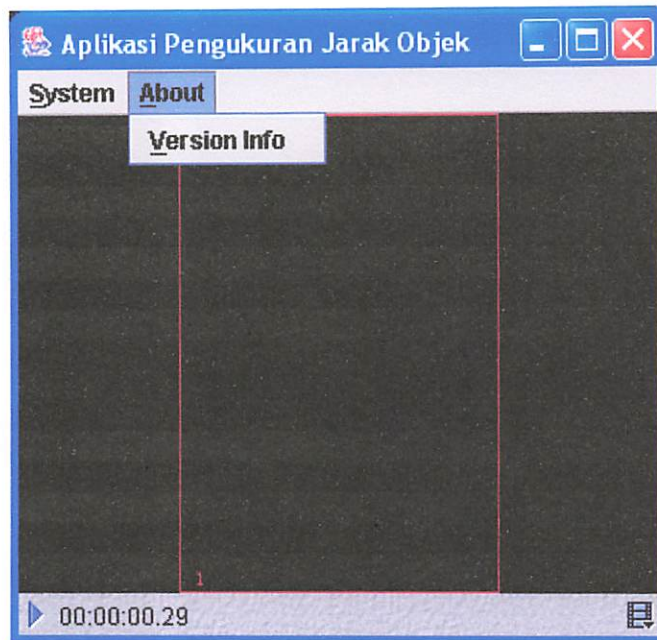 Aplikasi Pengukuran Jarak Objek
System About
Version Info
1
00:00:00.29